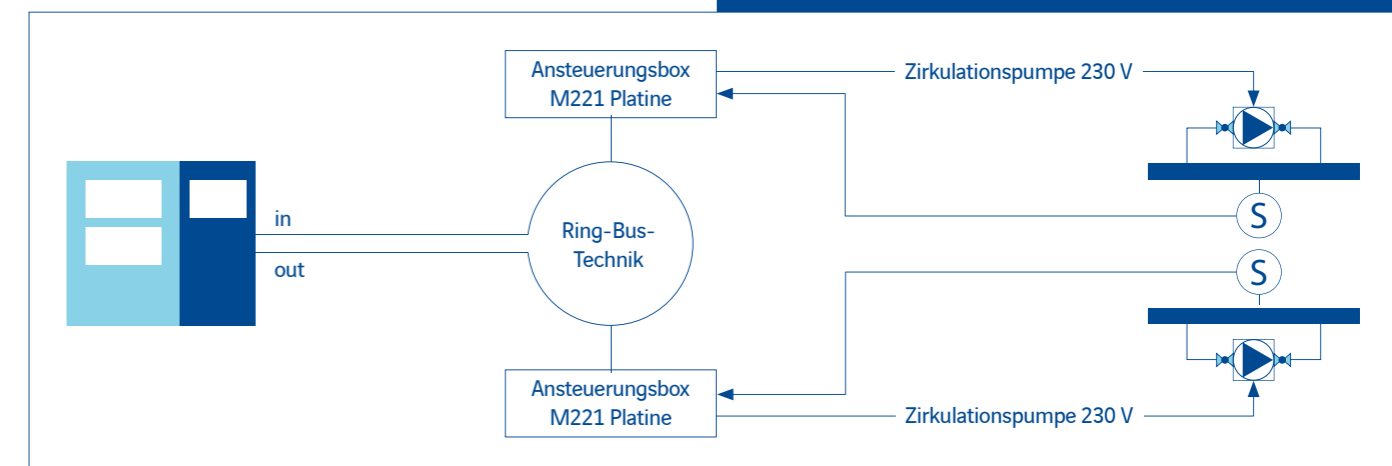 Ansteuerungsbox
M221 Platine
Zirkulationspumpe 230 V
in
out
Ring-Bus-
Technik
S
S
Ansteuerungsbox
M221 Platine
Zirkulationspumpe 230 V